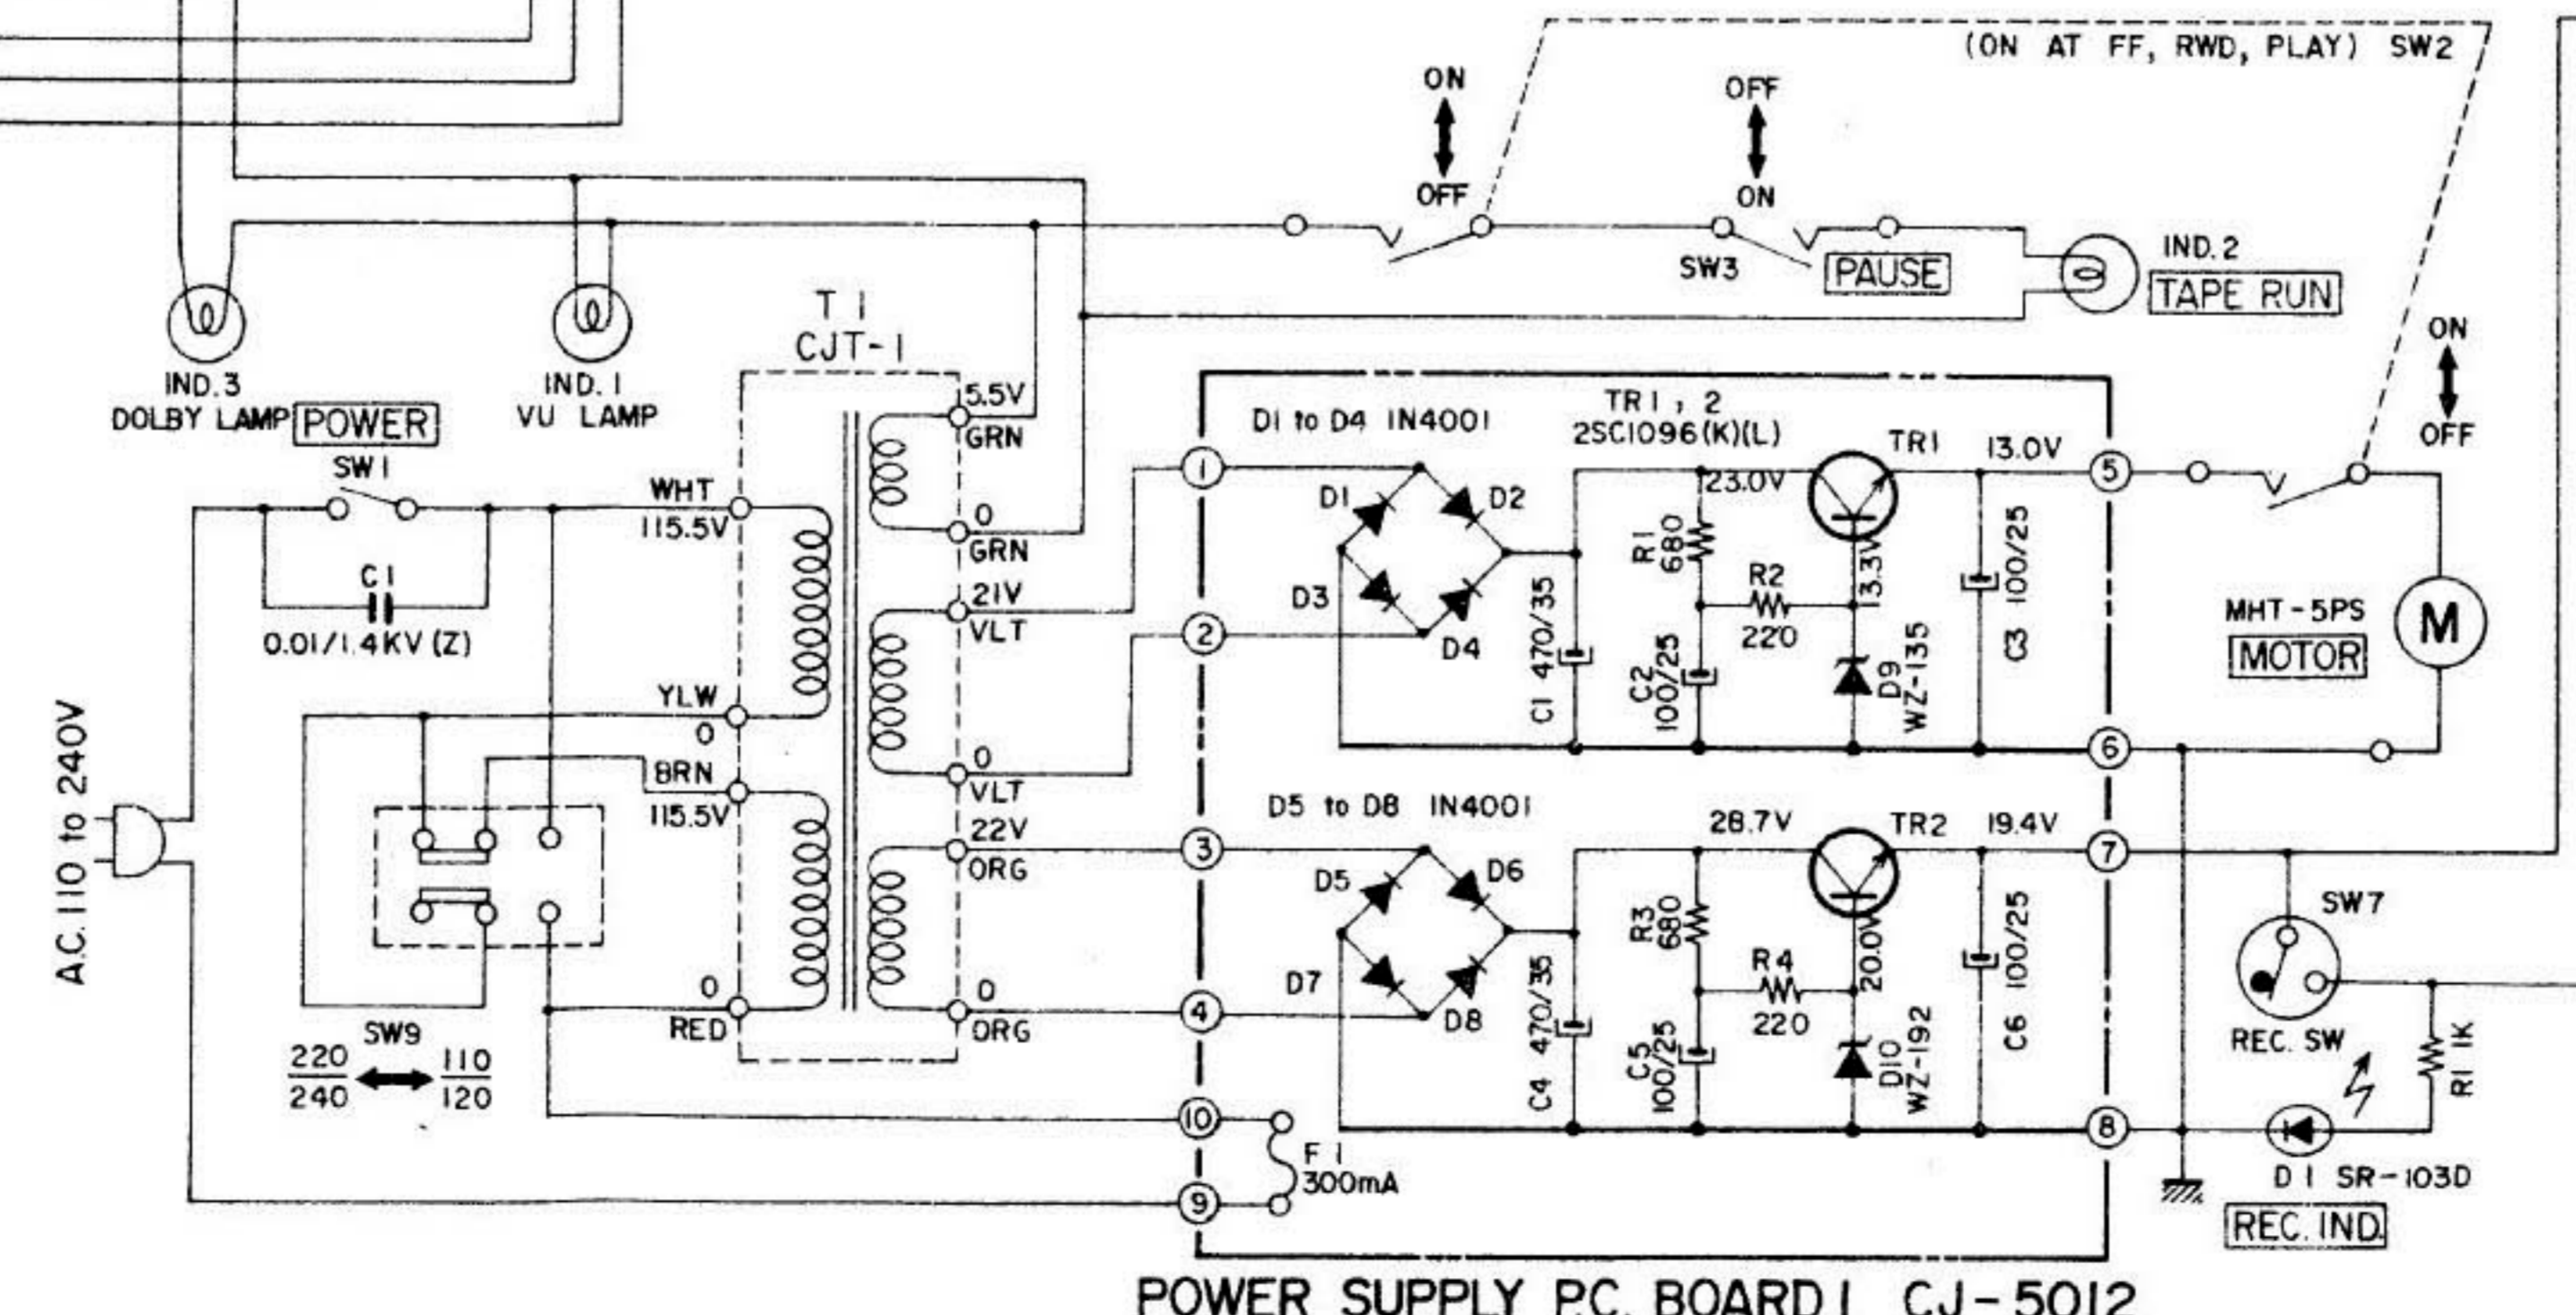 (ON AT FF, RWD, PLAY) SW2
ON
OFF
OFF
ON
SW3
PAUSE
IND. 2
TAPE RUN
IND. 3
DOLBY LAMP
IND. 1
VU LAMP
T 1
CJT-1
POWER
SW1
C1
0.01/1.4KV (Z)
WHT
115.5V
YLW
0
BRN
115.5V
0
RED
5.5V
GRN
0
GRN
21V
VLT
0
VLT
22V
ORG
0
ORG
A.C. 110 to 240V
SW9
220
240
110
120
1
2
3
4
10
9
F 1
300mA
D1 to D4 1N4001
TR1, 2
2SC1096(K)(L)
TR1
13.0V
23.0V
D1
D2
D3
D4
C1 470/35
R1
680
R2
220
C2
100/25
13.3V
D9
WZ-135
C3 100/25
5
6
ON
OFF
MHT-5PS
MOTOR
M
D5 to D8 1N4001
28.7V
TR2
19.4V
D5
D6
D7
D8
C4 470/35
R3
680
R4
220
C5
100/25
20.0V
D10
WZ-192
C6 100/25
7
8
SW7
REC. SW
R1 1K
D1 SR-103D
REC. IND.
POWER SUPPLY P.C. BOARD 1 CJ-5012